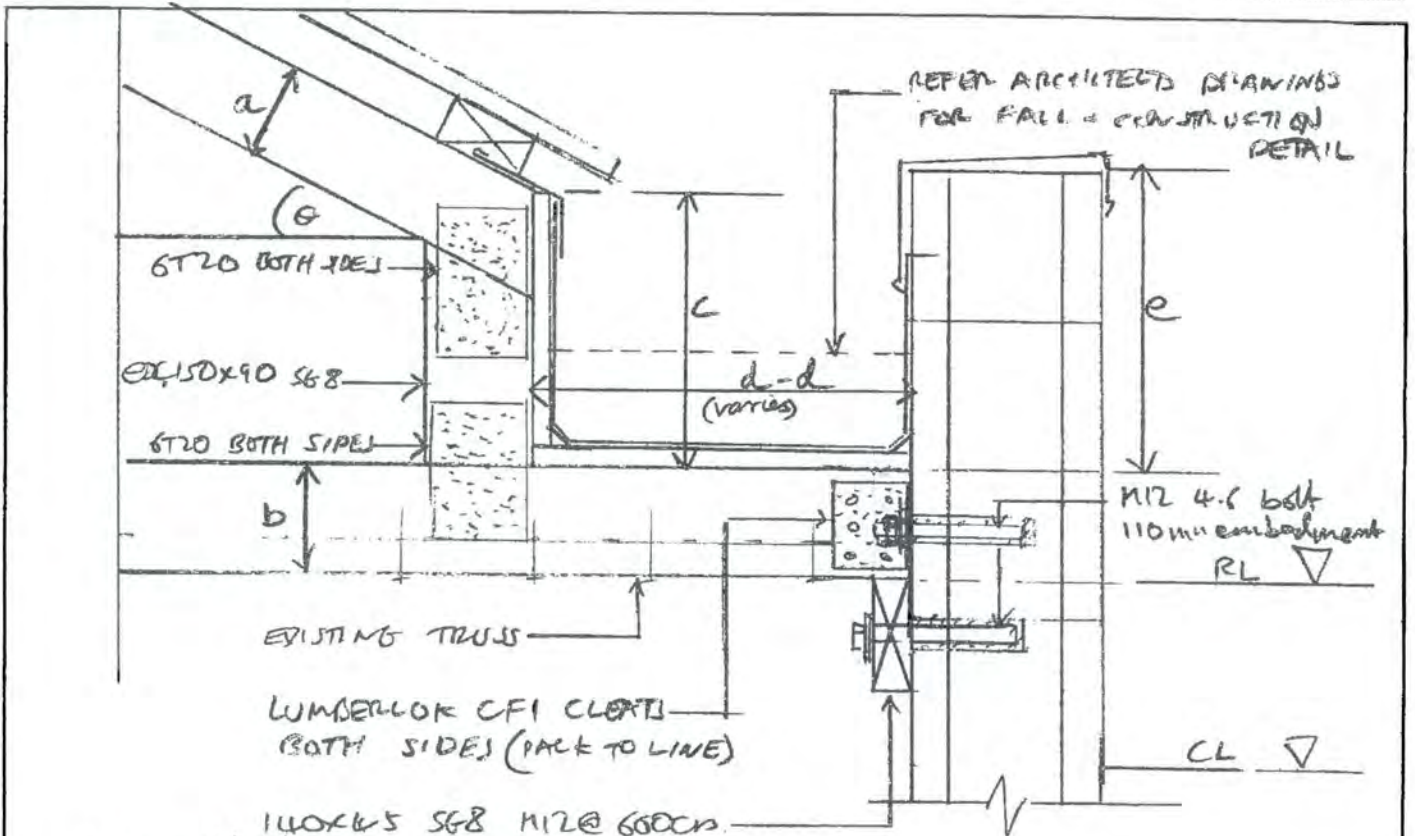 REFER ARCHITECTS DRAWINGS
FOR FALL & CONSTRUCTION
DETAIL
a
θ
6T20 BOTH SIDES
c
e
EX 150x90 SG8
d-d
(varies)
6T20 BOTH SIDES
b
M12 4.6 bolt
110mm embedment
RL
EXISTING TRUSS
LUMBERLOK CF1 CLEATS
BOTH SIDES (PACK TO LINE)
CL
140x45 SG8 M12@ 600CRS